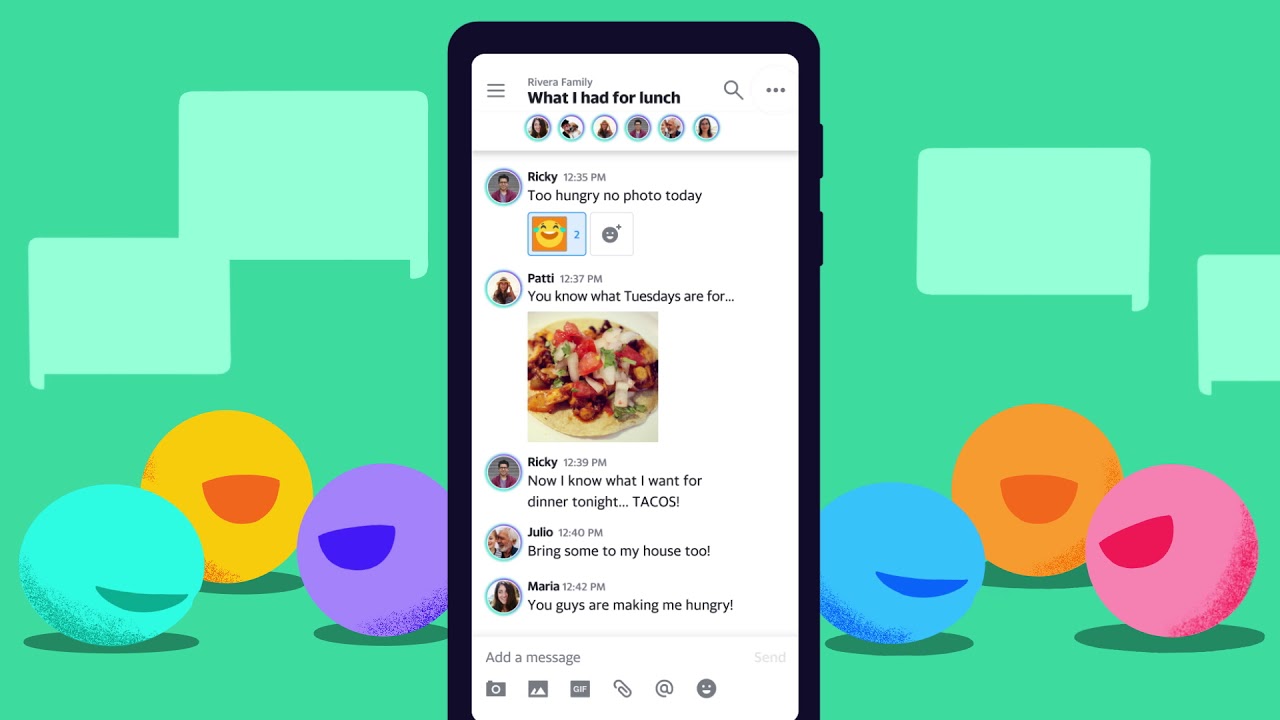 Rivera Family
What I had for lunch
Ricky 12:35 PM
Too hungry no photo today
2
Patti 12:37 PM
You know what Tuesdays are for...
Ricky 12:39 PM
Now I know what I want for
dinner tonight... TACOS!
Julio 12:40 PM
Bring some to my house too!
Maria 12:42 PM
You guys are making me hungry!
Add a message Send
GIF @